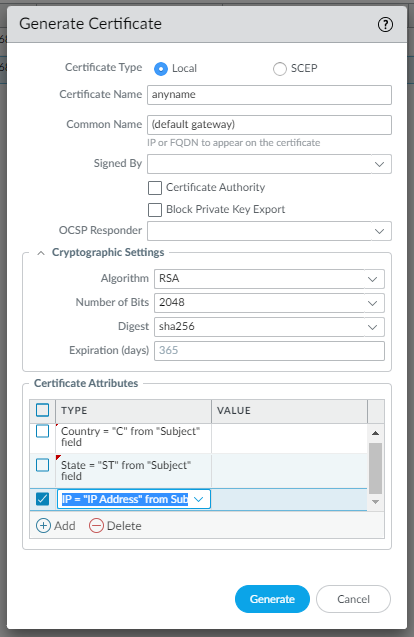 Generate Certificate
Certificate Type Local SCEP
Certificate Name anyname
Common Name (default gateway)
IP or FQDN to appear on the certificate
Signed By
Certificate Authority
Block Private Key Export
OCSP Responder
Cryptographic Settings
Algorithm RSA
Number of Bits 2048
Digest sha256
Expiration (days) 365
Certificate Attributes
TYPE VALUE
Country = "C" from "Subject"
field
State = "ST" from "Subject"
field
IP = "IP Address" from Sub
Add Delete
Generate Cancel